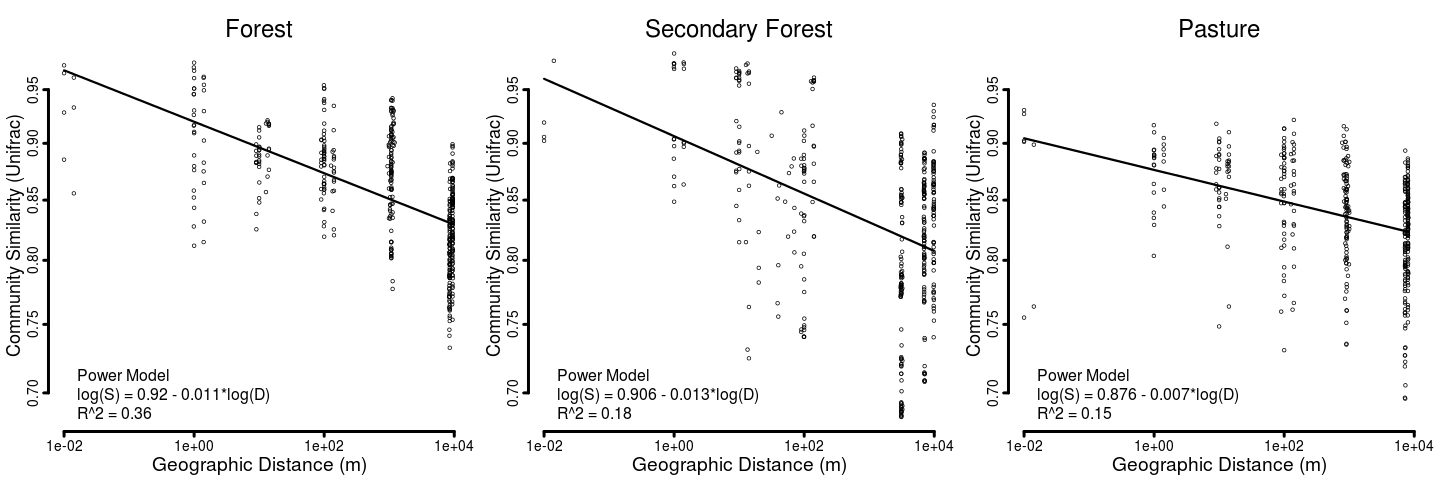 Forest
Community Similarity (Unifrac)
0.95
0.90
0.85
0.80
0.75
0.70
Power Model
log(S) = 0.92 - 0.011*log(D)
R^2 = 0.36
1e-02 1e+00 1e+02 1e+04
Geographic Distance (m)
Secondary Forest
Community Similarity (Unifrac)
0.95
0.90
0.85
0.80
0.75
0.70
Power Model
log(S) = 0.906 - 0.013*log(D)
R^2 = 0.18
1e-02 1e+00 1e+02 1e+04
Geographic Distance (m)
Pasture
Community Similarity (Unifrac)
0.95
0.90
0.85
0.80
0.75
0.70
Power Model
log(S) = 0.876 - 0.007*log(D)
R^2 = 0.15
1e-02 1e+00 1e+02 1e+04
Geographic Distance (m)